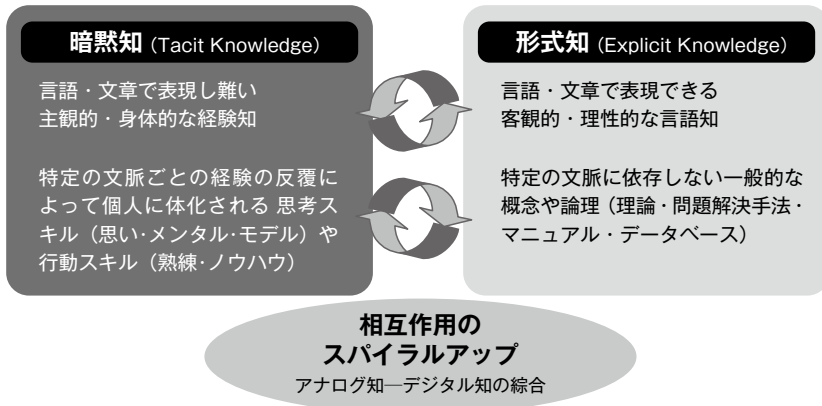 暗黙知 (Tacit Knowledge)
言語・文章で表現し難い
主観的・身体的な経験知
特定の文脈ごとの経験の反覆に
よって個人に体化される 思考ス
キル（思い・メンタル・モデル）や
行動スキル（熟練・ノウハウ）
形式知 (Explicit Knowledge)
言語・文章で表現できる
客観的・理性的な言語知
特定の文脈に依存しない一般的な
概念や論理（理論・問題解決手法・
マニュアル・データベース）
相互作用の
スパイラルアップ
アナログ知―デジタル知の綜合